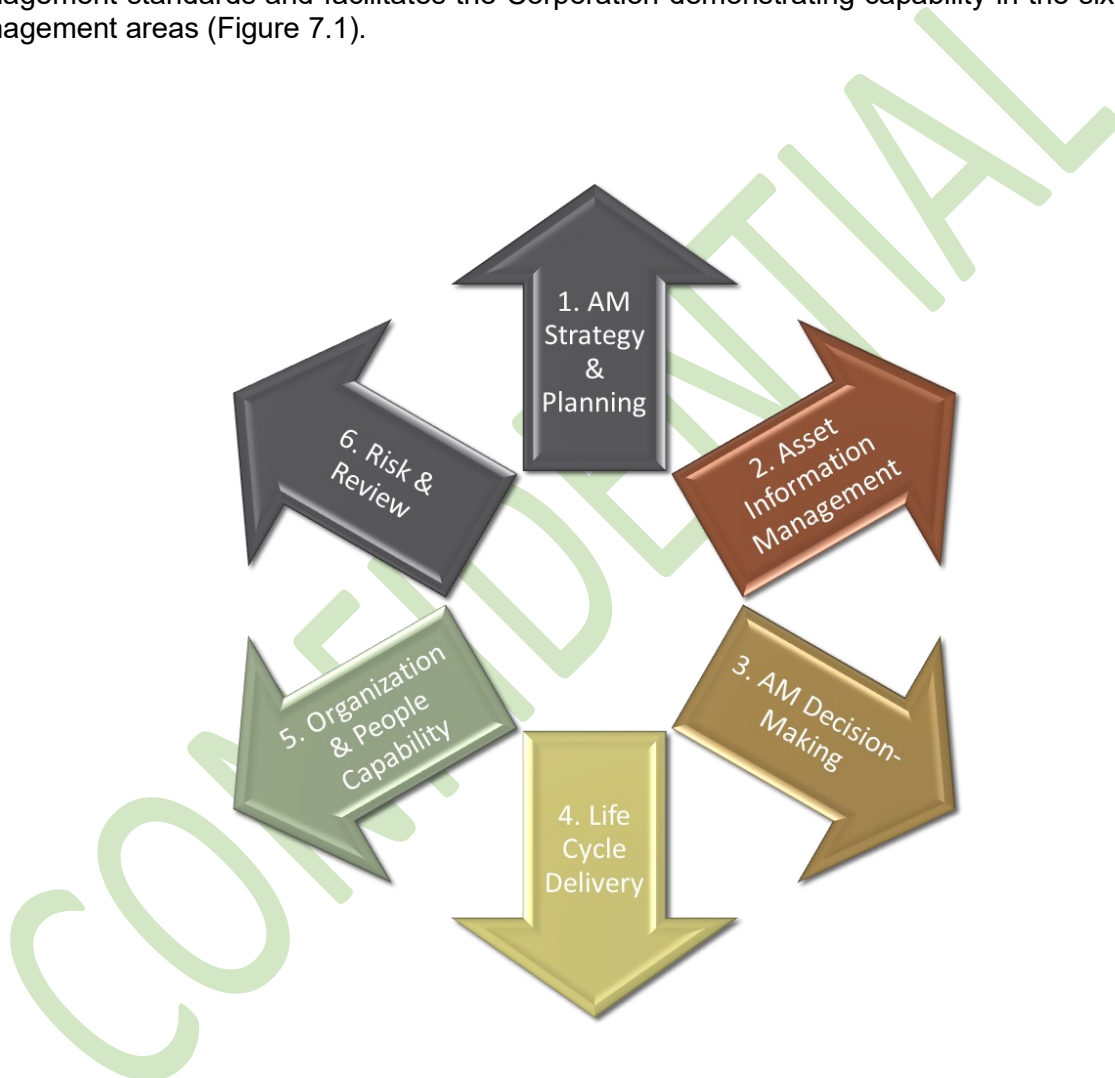 management standards and facilitates the Corporation demonstrating capability in the six
management areas (Figure 7.1).
1. AM
Strategy
&
Planning
2. Asset
Information
Management
3. AM Decision-
Making
4. Life
Cycle
Delivery
5. Organization
& People
Capability
6. Risk &
Review
CONFIDENTIAL